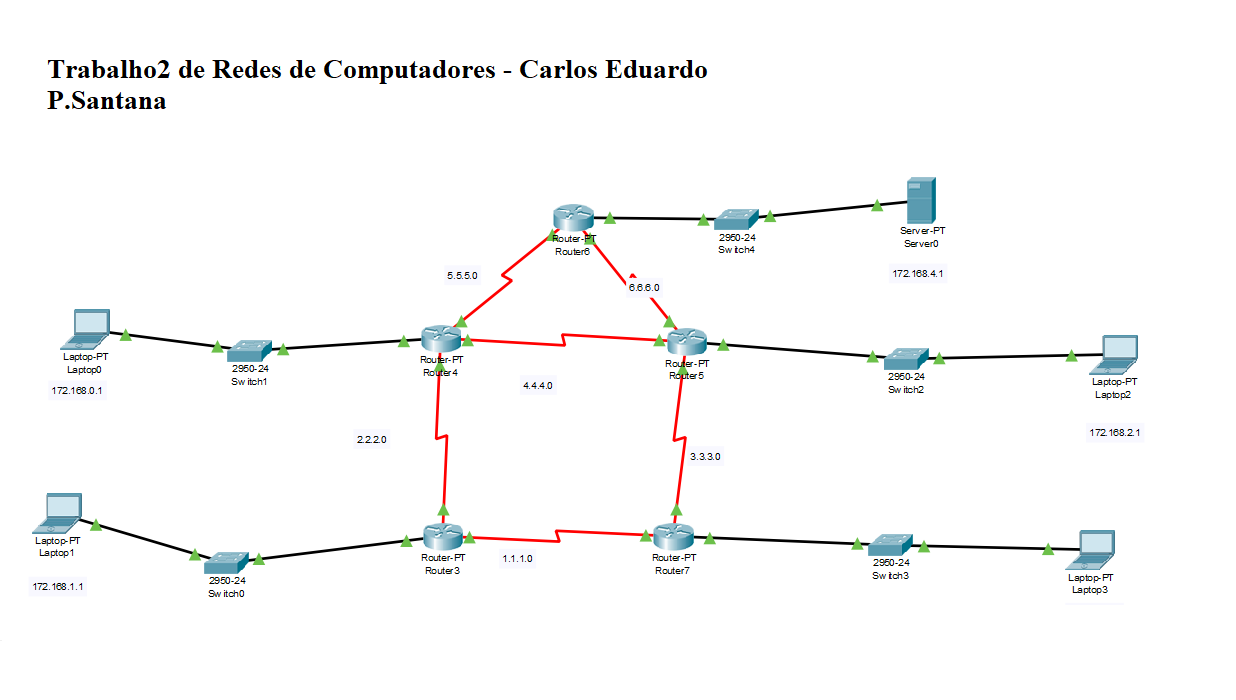 Trabalho2 de Redes de Computadores - Carlos Eduardo
P.Santana
Server-PT
Server0
172.168.4.1
2950-24
Switch4
Router-PT
Router6
5.5.5.0
6.6.6.0
Laptop-PT
Laptop0
172.168.0.1
2950-24
Switch1
Router-PT
Router4
4.4.4.0
Router-PT
Router5
2950-24
Switch2
Laptop-PT
Laptop2
172.168.2.1
2.2.2.0
3.3.3.0
Laptop-PT
Laptop1
172.168.1.1
2950-24
Switch0
Router-PT
Router3
1.1.1.0
Router-PT
Router7
2950-24
Switch3
Laptop-PT
Laptop3